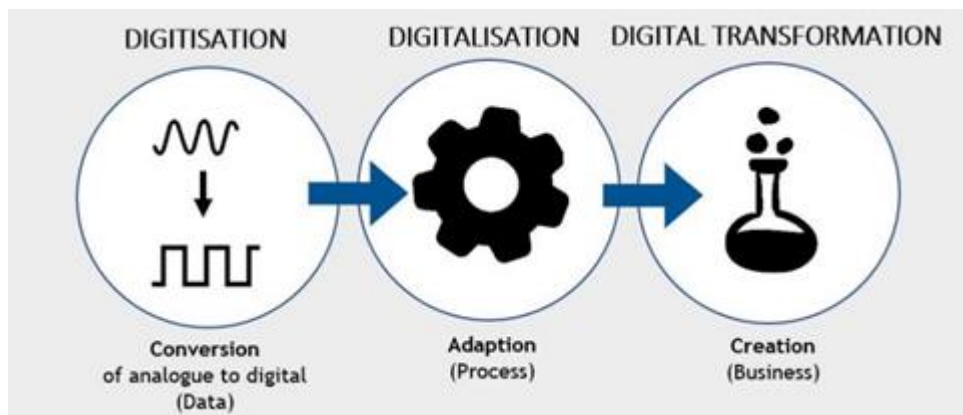 DIGITISATION
DIGITALISATION
DIGITAL TRANSFORMATION
Conversion
of analogue to digital
(Data)
Adaption
(Process)
Creation
(Business)